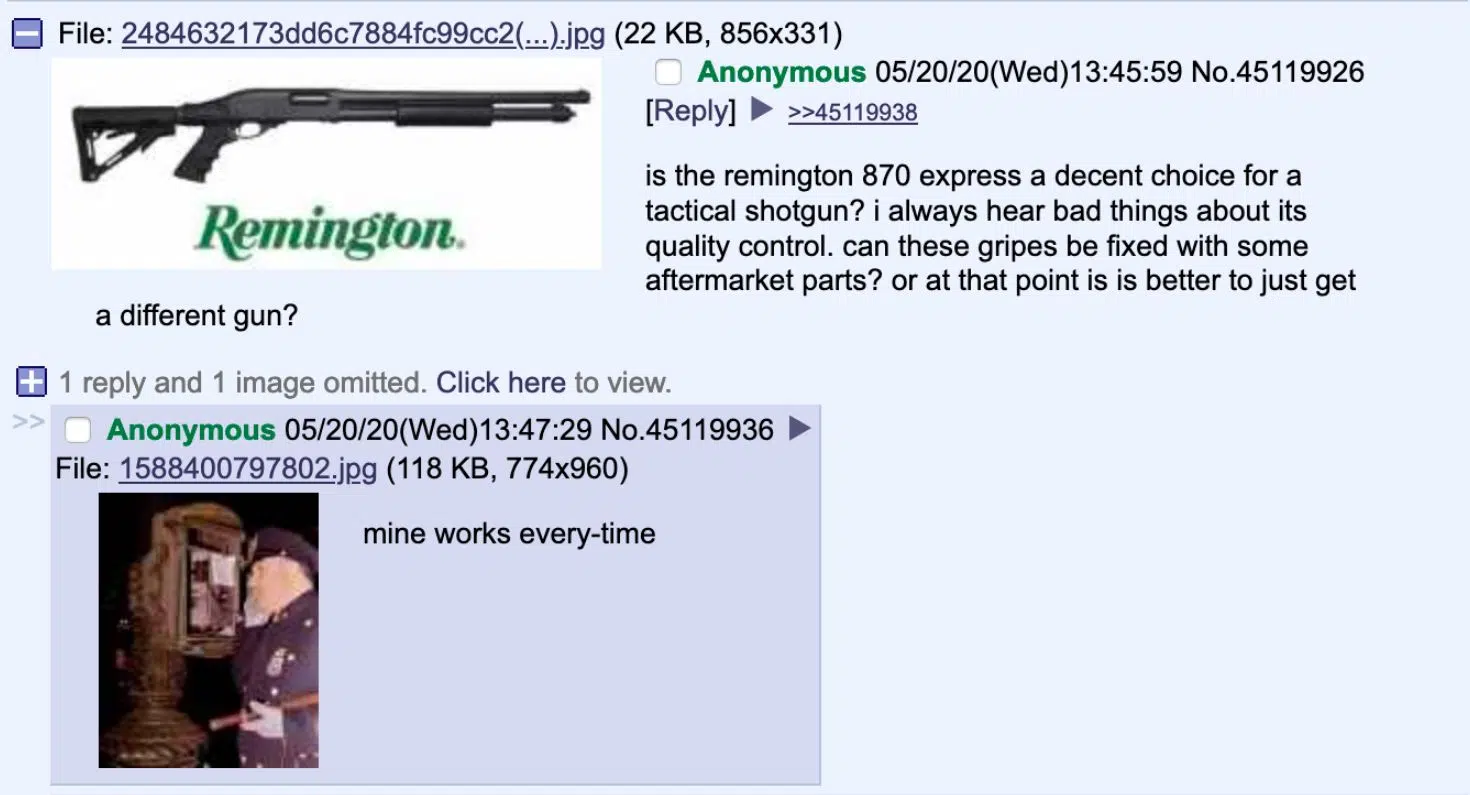 File: 2484632173dd6c7884fc99cc2(...).jpg (22 KB, 856x331)
Remington.
Anonymous 05/20/20(Wed)13:45:59 No.45119926
[Reply] ▶ >>45119938
is the remington 870 express a decent choice for a
tactical shotgun? i always hear bad things about its
quality control. can these gripes be fixed with some
aftermarket parts? or at that point is is better to just get
a different gun?
1 reply and 1 image omitted. Click here to view.
>> Anonymous 05/20/20(Wed)13:47:29 No.45119936 ▶
File: 1588400797802.jpg (118 KB, 774x960)
mine works every-time